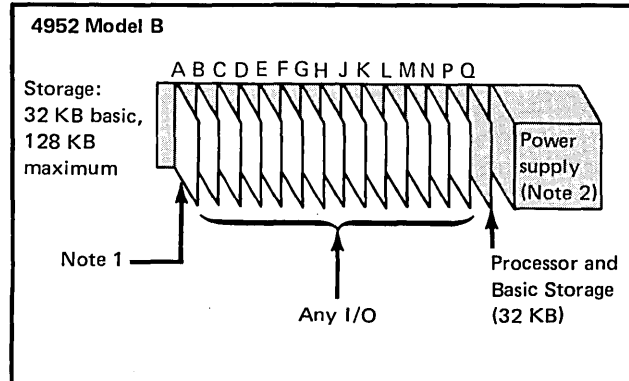 4952 Model B
A B C D E F G H J K L M N P Q
Storage:
32 KB basic,
128 KB
maximum
Power
supply
(Note 2)
Note 1
Any I/O
Processor and
Basic Storage
(32 KB)